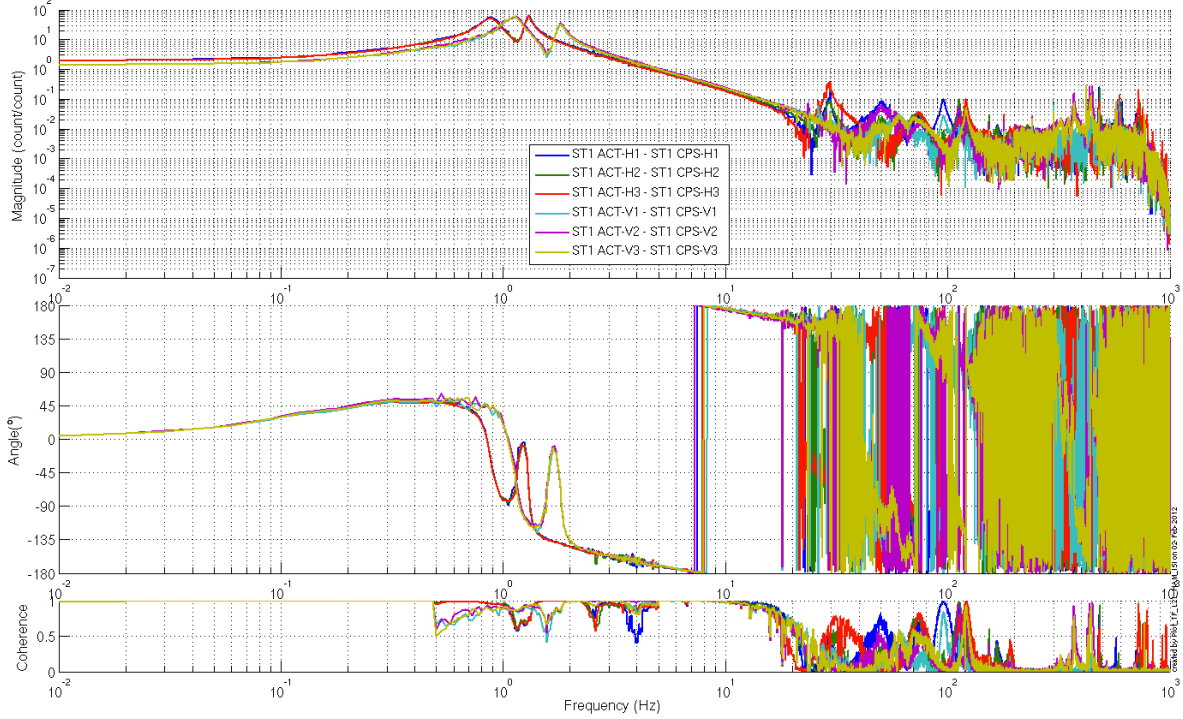 10^2
10^1
10^0
10^-1
10^-2
10^-3
10^-4
10^-5
10^-6
10^-7
Magnitude (count/count)
ST1 ACT-H1 - ST1 CPS-H1
ST1 ACT-H2 - ST1 CPS-H2
ST1 ACT-H3 - ST1 CPS-H3
ST1 ACT-V1 - ST1 CPS-V1
ST1 ACT-V2 - ST1 CPS-V2
ST1 ACT-V3 - ST1 CPS-V3
10^-2 10^-1 10^0 10^1 10^2 10^3
180
135
90
45
0
-45
-90
-135
-180
Angle(°)
10^-2 10^-1 10^0 10^1 10^2 10^3
1
0.5
0
Coherence
10^-2 10^-1 10^0 10^1 10^2 10^3
Frequency (Hz)
on 02-Feb-2012